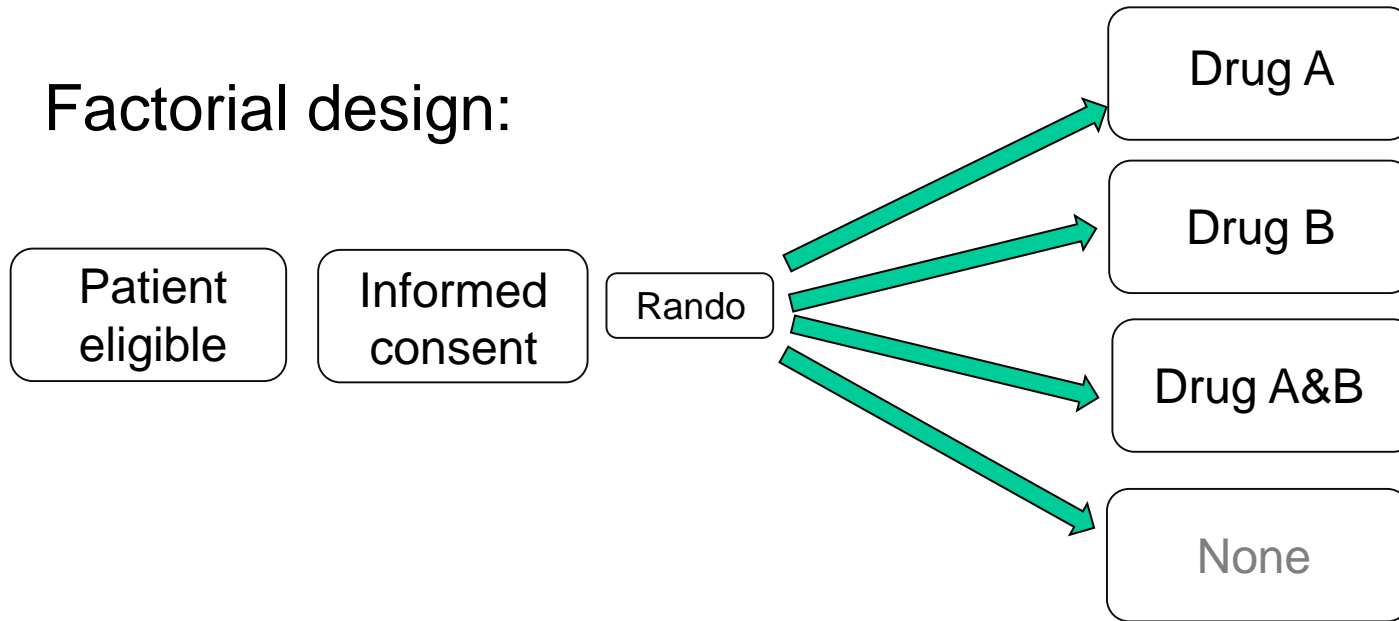 Factorial design:
Patient
eligible
Informed
consent
Rando
Drug A
Drug B
Drug A&B
None